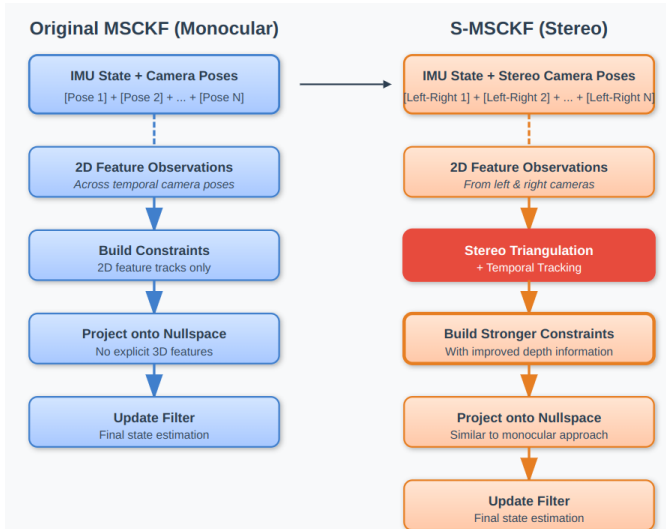 Original MSCKF (Monocular)
IMU State + Camera Poses
[Pose 1] + [Pose 2] + ... + [Pose N]
2D Feature Observations
Across temporal camera poses
Build Constraints
2D feature tracks only
Project onto Nullspace
No explicit 3D features
Update Filter
Final state estimation
S-MSCKF (Stereo)
IMU State + Stereo Camera Poses
[Left-Right 1] + [Left-Right 2] + ... + [Left-Right N]
2D Feature Observations
From left & right cameras
Stereo Triangulation
+ Temporal Tracking
Build Stronger Constraints
With improved depth information
Project onto Nullspace
Similar to monocular approach
Update Filter
Final state estimation